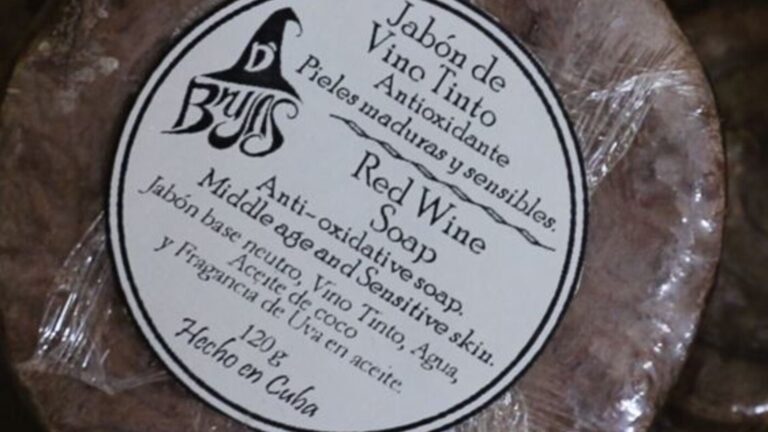 D'
Brujas
Jabón de
Vino Tinto
Antioxidante
Pieles maduras y sensibles.
Red Wine
Soap
Anti-oxidative soap.
Middle age and Sensitive skin.
Jabón base neutro, Vino Tinto, Agua,
Aceite de coco
y Fragancia de Uva en aceite.
120 g
Hecho en Cuba